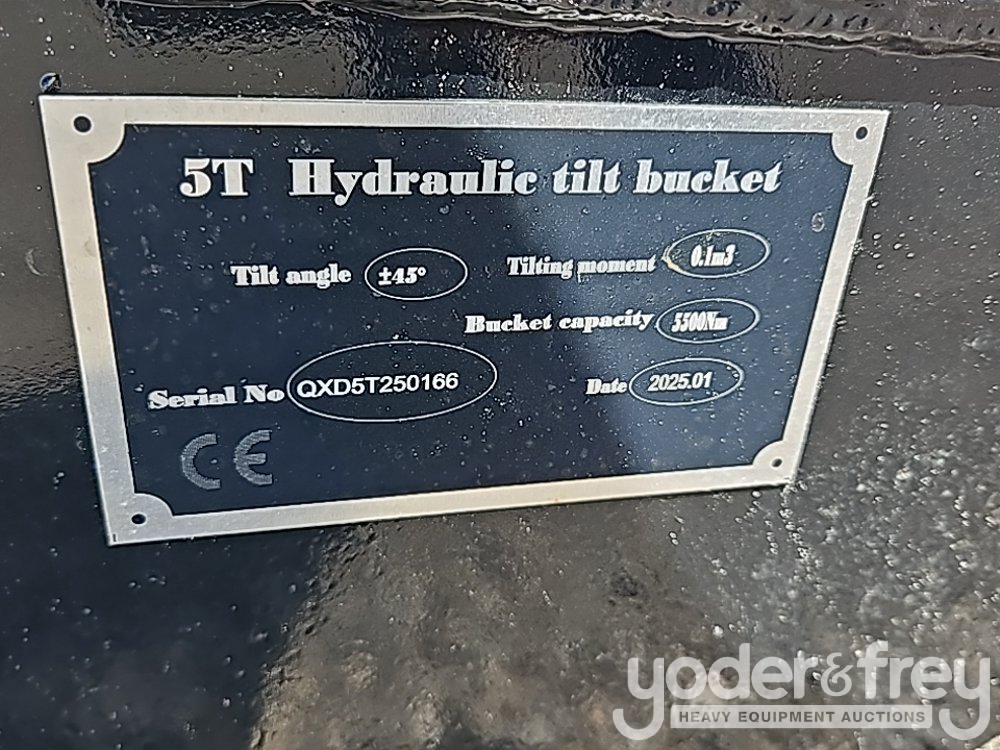 5T Hydraulic tilt bucket
Tilt angle ±45° Tilting moment 0.1m3
Bucket capacity 5500Nm
Serial No QXD5T250166 Date 2025.01
CE
yoder&frey
HEAVY EQUIPMENT AUCTIONS